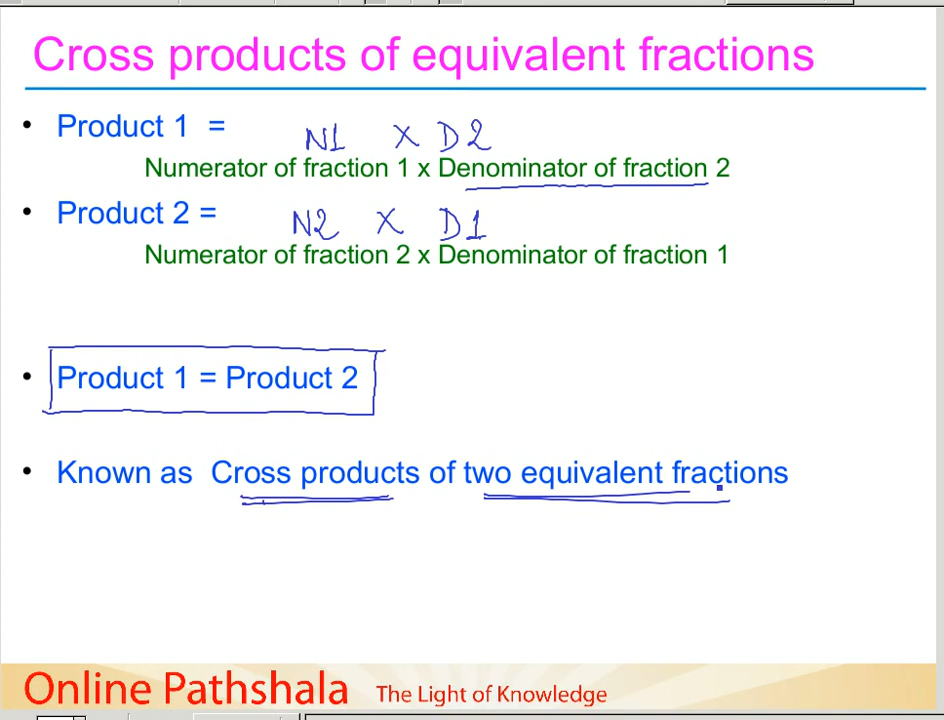 Cross products of equivalent fractions
• Product 1 =
N1 X D2
Numerator of fraction 1 x Denominator of fraction 2
• Product 2 =
N2 X D1
Numerator of fraction 2 x Denominator of fraction 1
• Product 1 = Product 2
• Known as Cross products of two equivalent fractions
Online Pathshala The Light of Knowledge